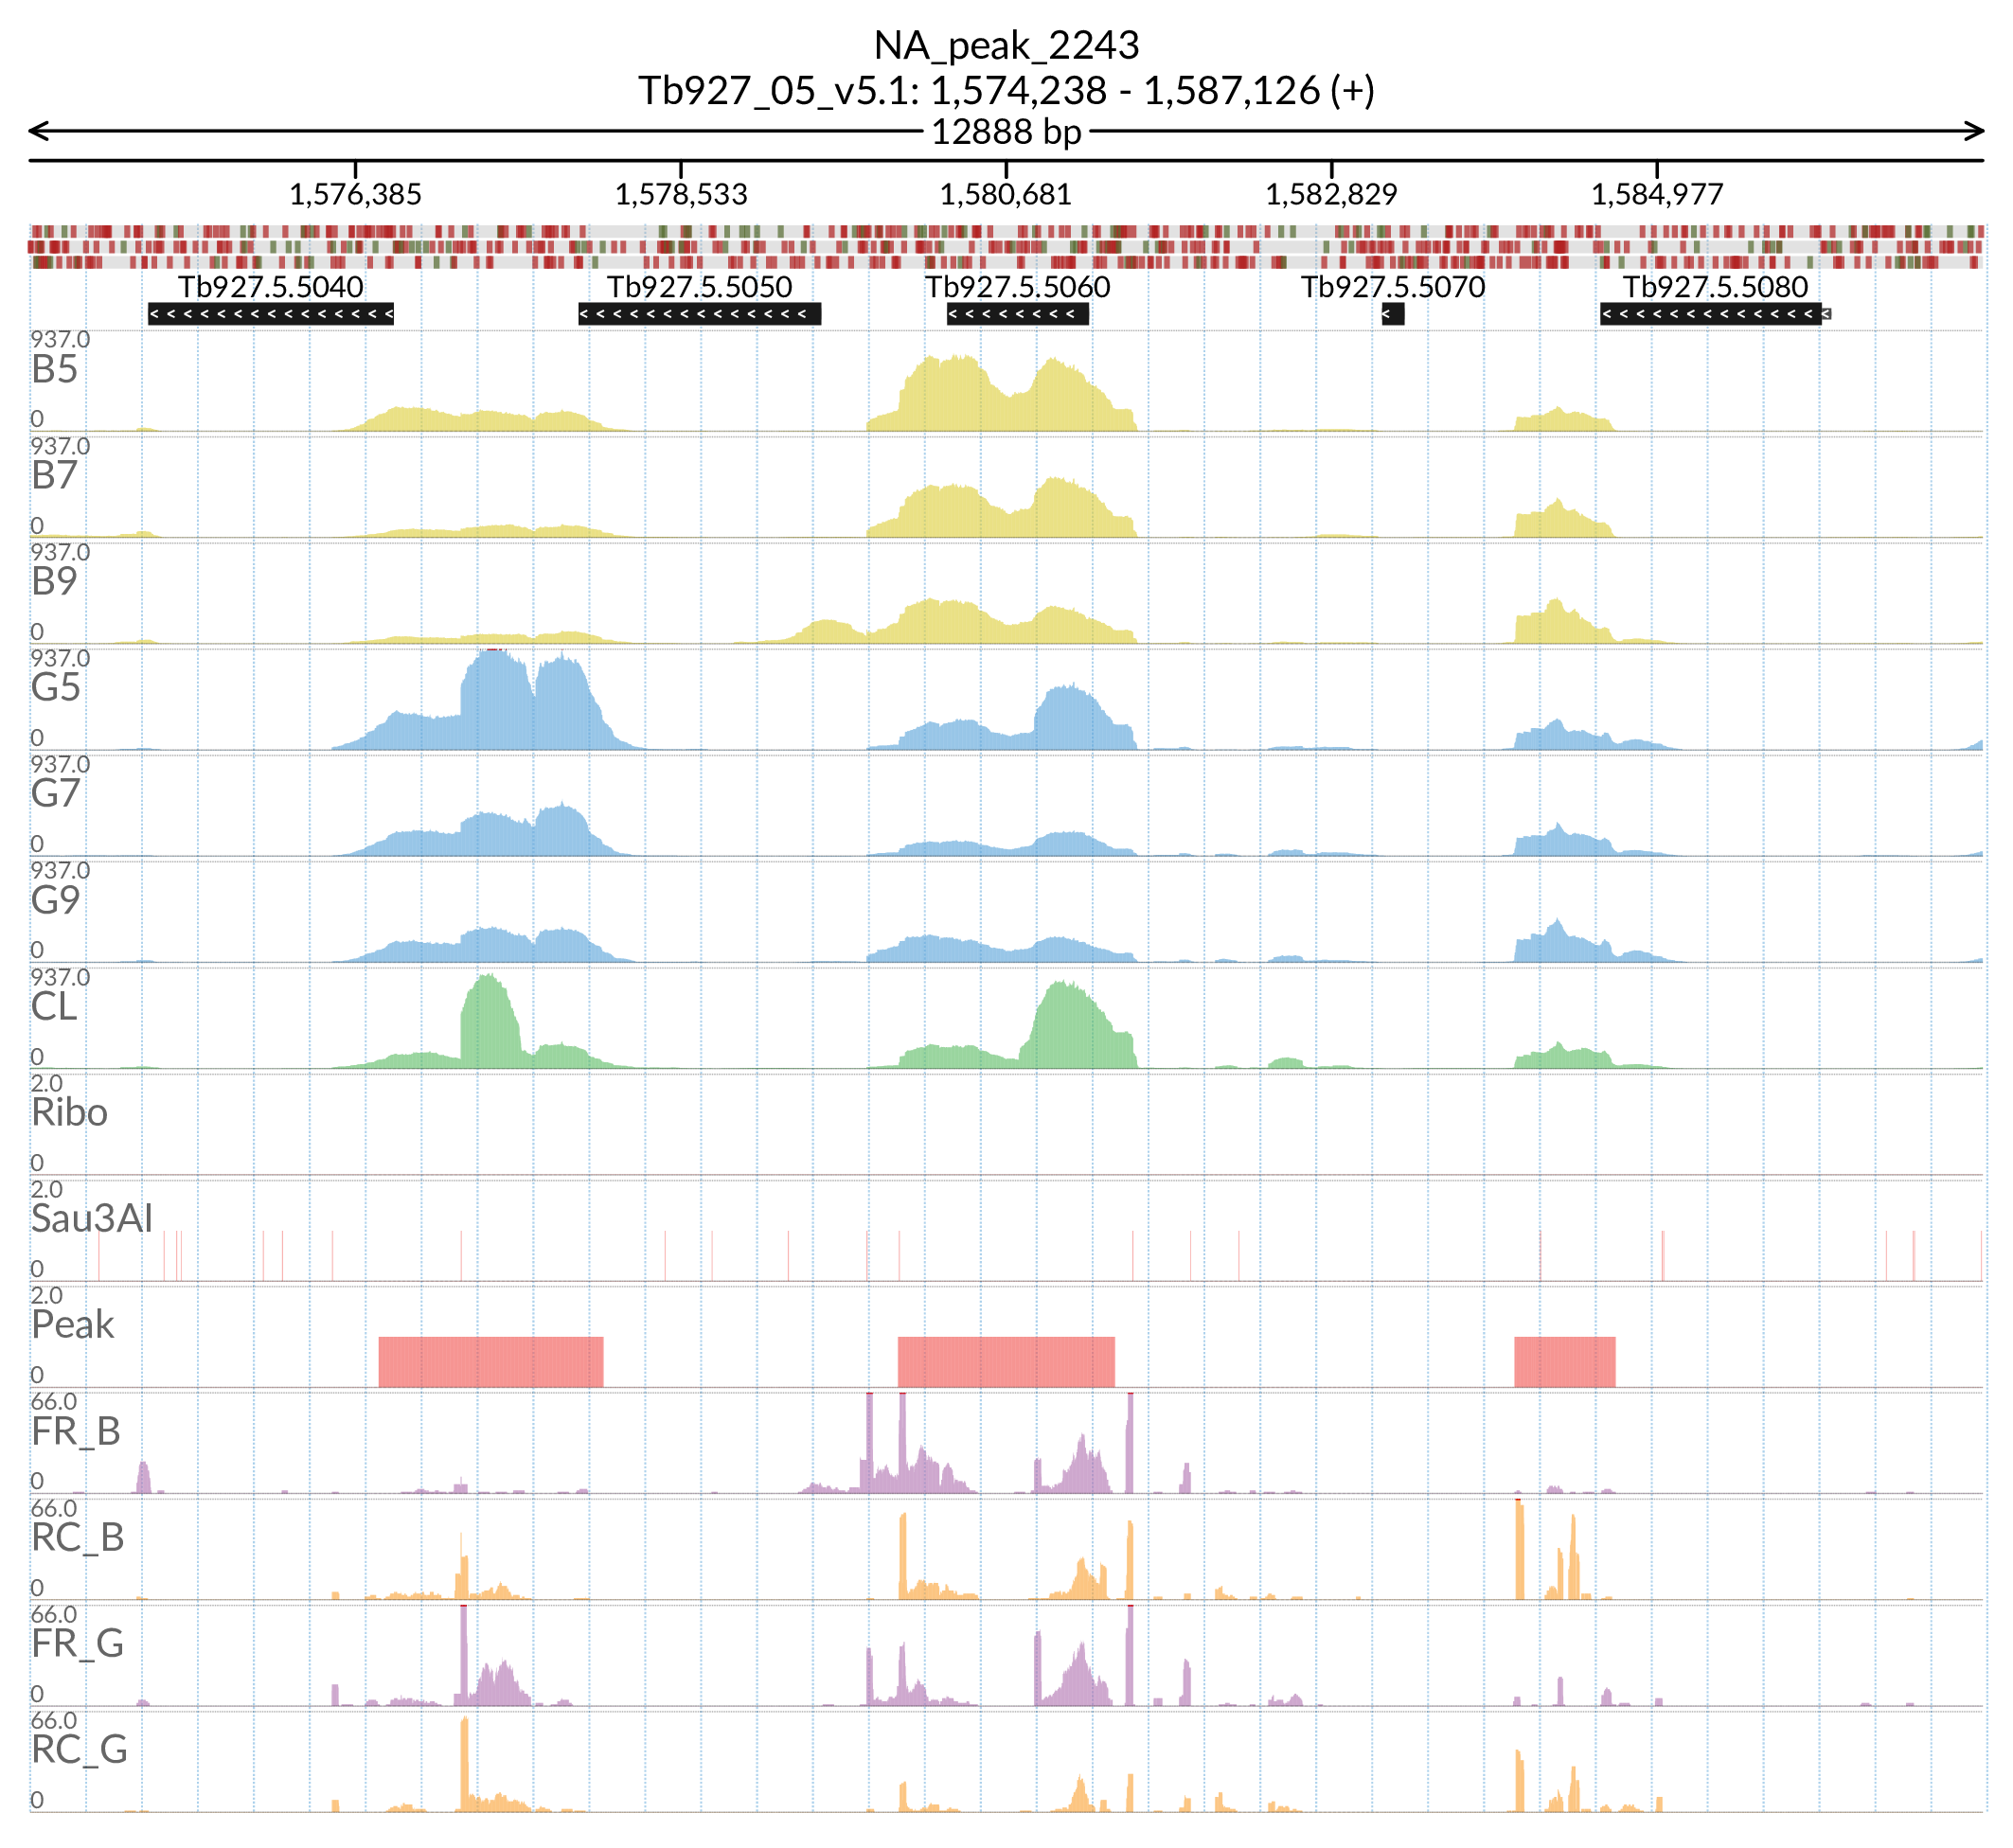 NA_peak_2243
Tb927_05_v5.1: 1,574,238 - 1,587,126 (+)
12888 bp
1,576,385 1,578,533 1,580,681 1,582,829 1,584,977
Tb927.5.5040 Tb927.5.5050 Tb927.5.5060 Tb927.5.5070 Tb927.5.5080
937.0
B5
0
937.0
B7
0
937.0
B9
0
937.0
G5
0
937.0
G7
0
937.0
G9
0
937.0
CL
0
2.0
Ribo
0
2.0
Sau3AI
0
2.0
Peak
0
66.0
FR_B
0
66.0
RC_B
0
66.0
FR_G
0
66.0
RC_G
0